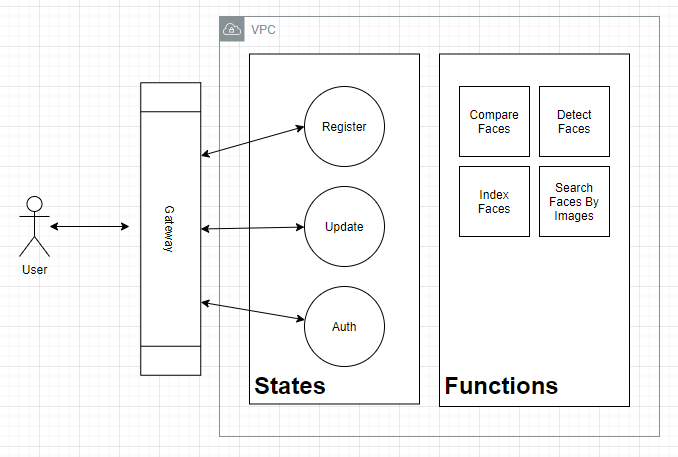 VPC
Register
Update
Auth
States
Compare
Faces
Detect
Faces
Index
Faces
Search
Faces By
Images
Functions
Gateway
User